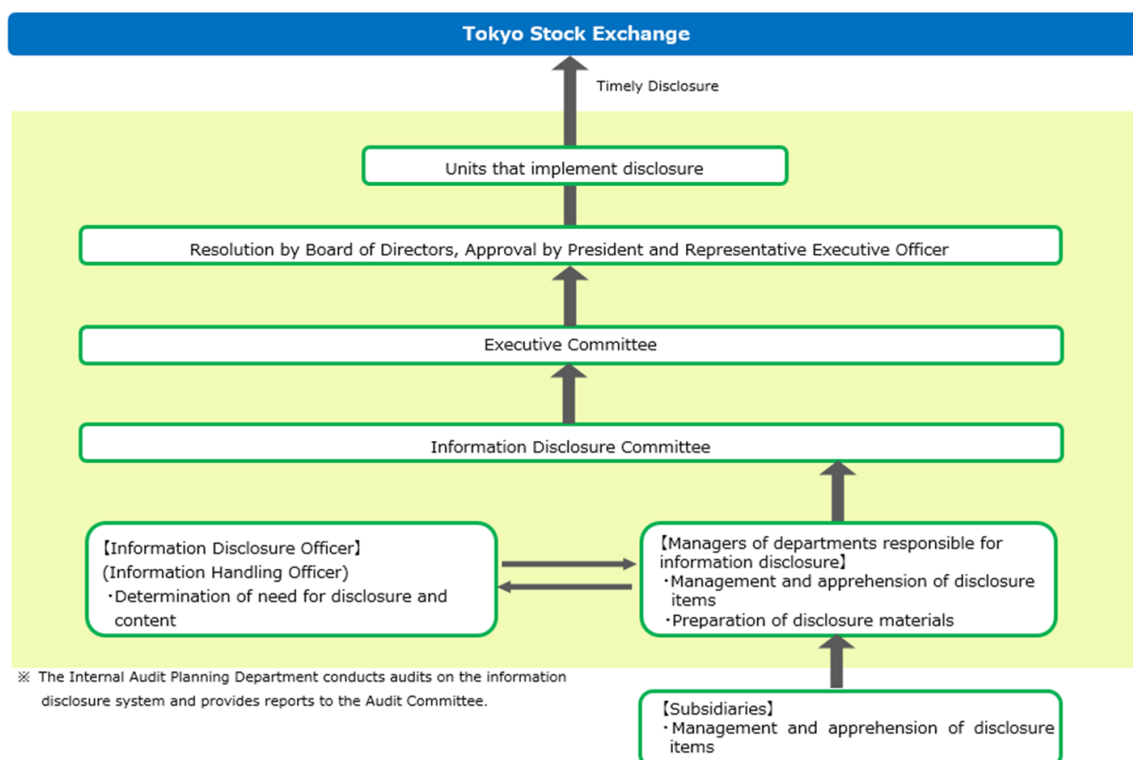 Tokyo Stock Exchange
Timely Disclosure
Units that implement disclosure
Resolution by Board of Directors, Approval by President and Representative Executive Officer
Executive Committee
Information Disclosure Committee
【Information Disclosure Officer】
(Information Handling Officer)
・Determination of need for disclosure and
content
【Managers of departments responsible for
information disclosure】
・Management and apprehension of disclosure
items
・Preparation of disclosure materials
※ The Internal Audit Planning Department conducts audits on the information
disclosure system and provides reports to the Audit Committee.
【Subsidiaries】
・Management and apprehension of disclosure
items